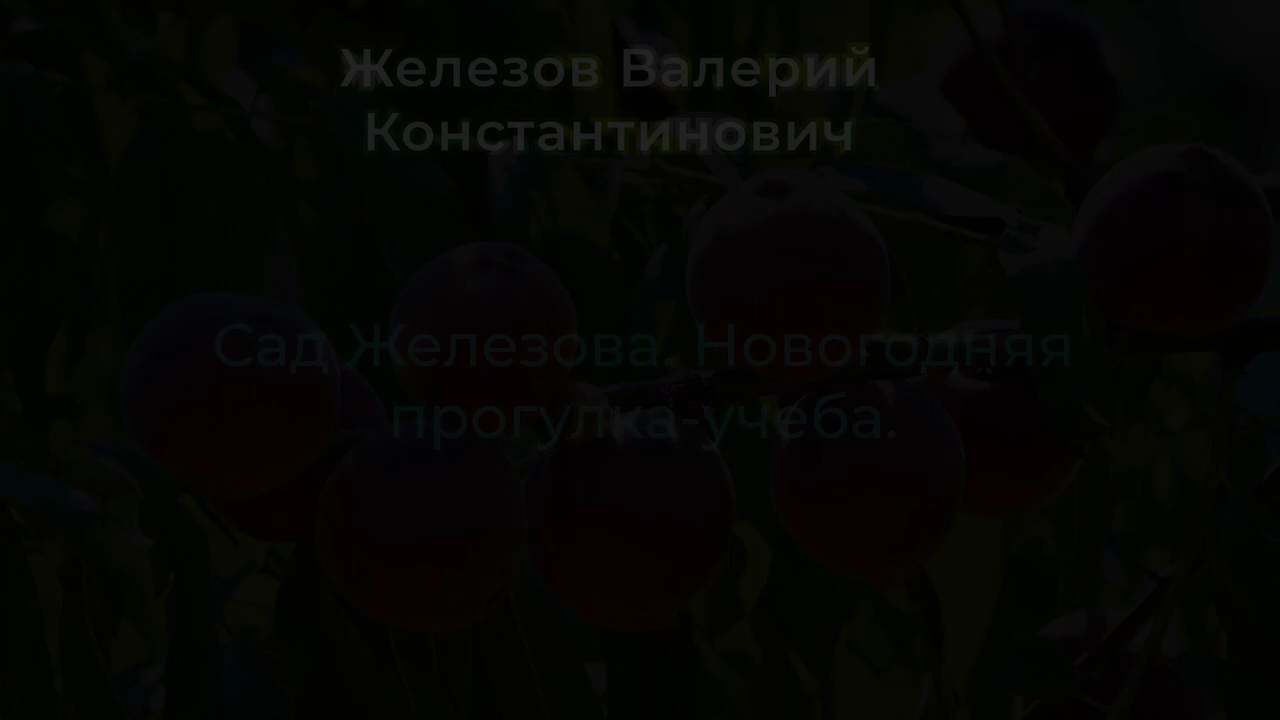 Железов Валерий
Константинович
Сад Железова. Новогодняя
прогулка-учеба.